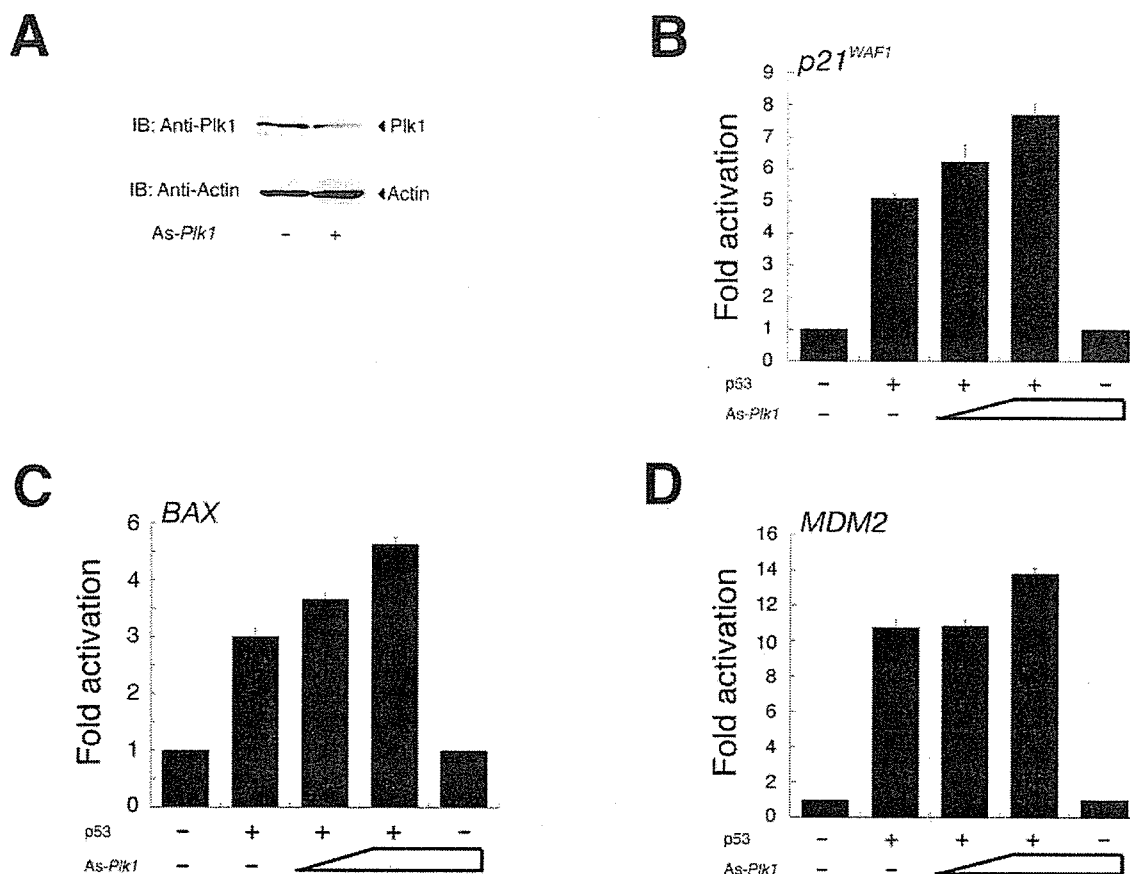 A
IB: Anti-Plk1
Plk1
IB: Anti-Actin
Actin
As-Plk1 - +
B
p21WAF1
Fold activation
9
8
7
6
5
4
3
2
1
0
p53 - + + + -
As-Plk1 - -
C
BAX
Fold activation
6
4
3
2
1
0
p53 - + + + -
As-Plk1 - -
D
MDM2
Fold activation
16
14
12
10
8
6
4
2
0
p53 - + + + -
As-Plk1 - -